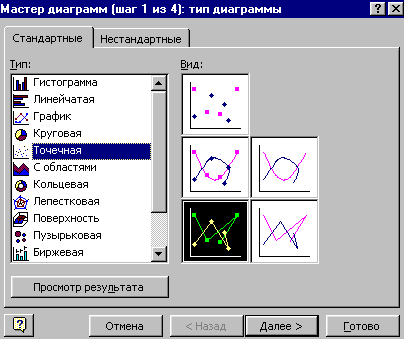 Мастер диаграмм (шаг 1 из 4): тип диаграммы
Стандартные Нестандартные
Тип: Вид:
Гистограмма
Линейчатая
График
Круговая
Точечная
С областями
Кольцевая
Лепестковая
Поверхность
Пузырьковая
Биржевая
Просмотр результата
Отмена < Назад Далее > Готово